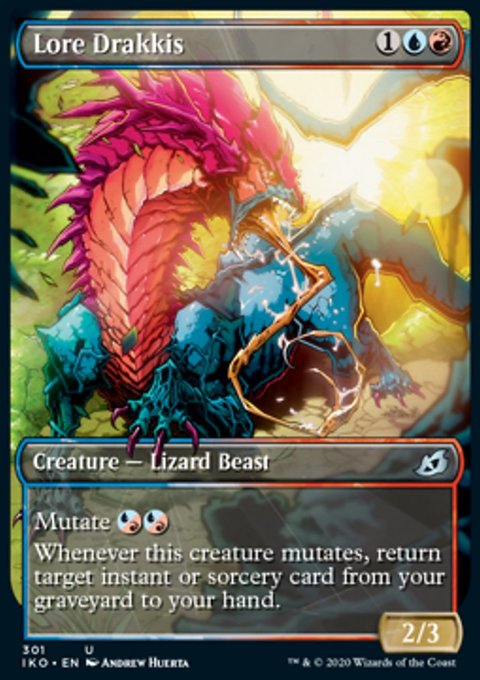 Lore Drakkis 1
Creature — Lizard Beast
Mutate
Whenever this creature mutates, return
target instant or sorcery card from your
graveyard to your hand.
2/3
301 U
IKO • EN Andrew Huerta ™ & © 2020 Wizards of the Coast